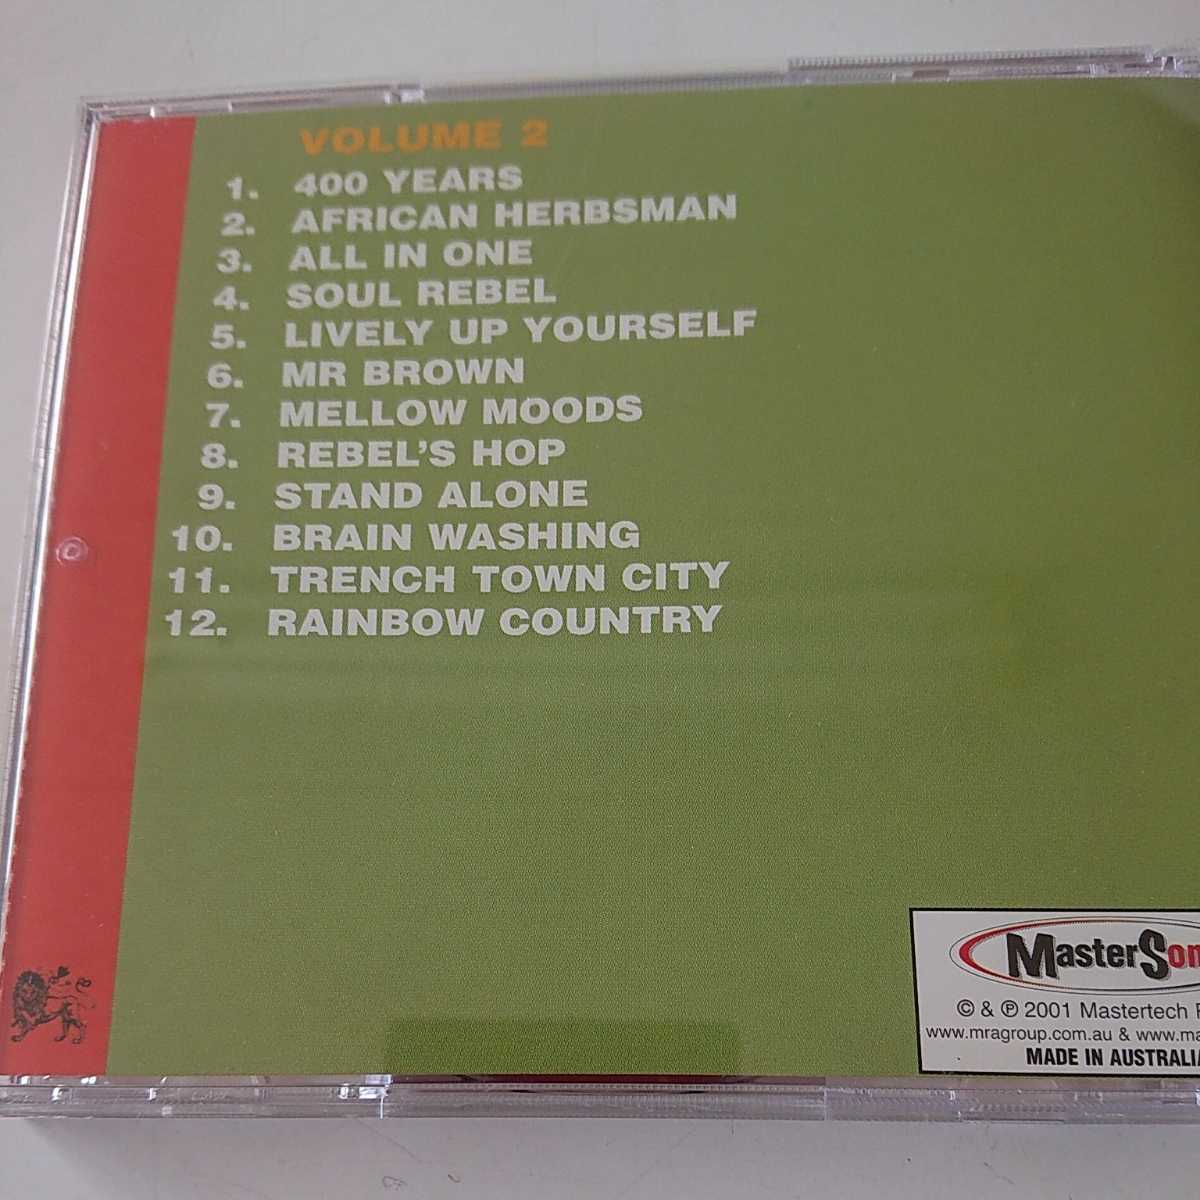 VOLUME 2
1. 400 YEARS
2. AFRICAN HERBSMAN
3. ALL IN ONE
4. SOUL REBEL
5. LIVELY UP YOURSELF
6. MR BROWN
7. MELLOW MOODS
8. REBEL'S HOP
9. STAND ALONE
10. BRAIN WASHING
11. TRENCH TOWN CITY
12. RAINBOW COUNTRY
© & ℗ 2001 Mastertech
www.mragroup.com.au &
MADE IN AUSTRALIA